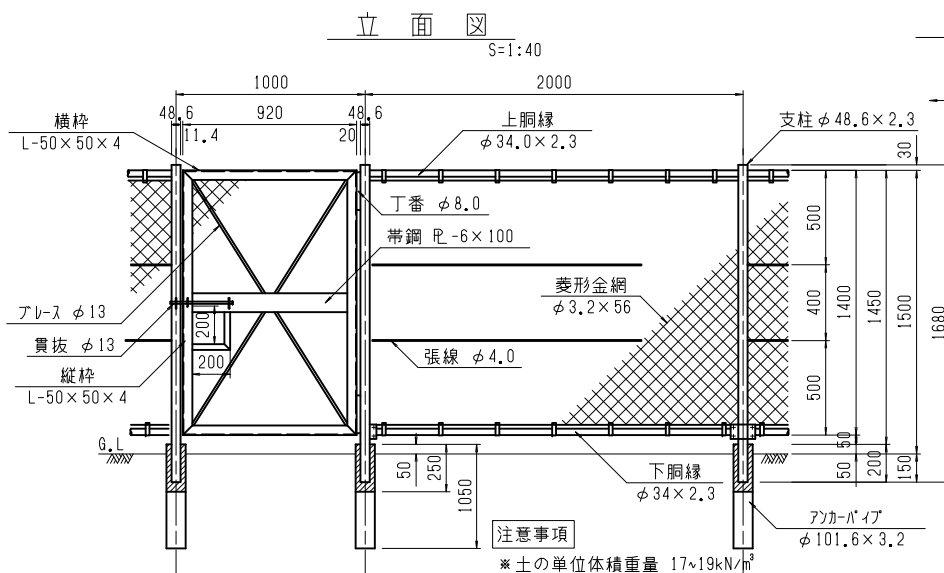 立面図
S=1:40
1000
2000
48.6
920
48.6
11.4
20
横枠
L-50×50×4
上胴縁
φ34.0×2.3
支柱φ48.6×2.3
30
丁番 φ8.0
帯鋼 PL-6×100
500
400
500
1400
1450
1500
1680
菱形金網
φ3.2×56
ブレース φ13
貫抜 φ13
縦枠
L-50×50×4
200
200
張線 φ4.0
G.L
50
250
1050
下胴縁
φ34×2.3
50
50
200
150
アンカーパイプ
φ101.6×3.2
注意事項
※土の単位体積重量 17~19kN/m³